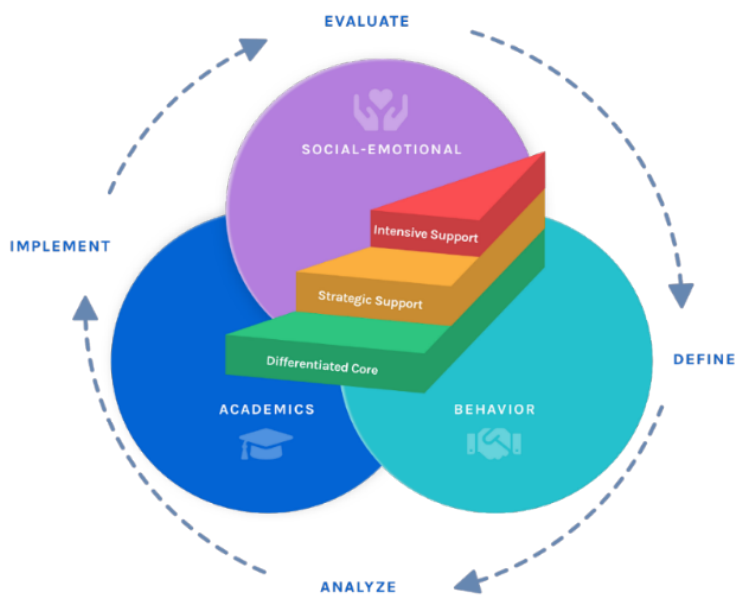 EVALUATE
SOCIAL-EMOTIONAL
Intensive Support
IMPLEMENT
Strategic Support
Differentiated Core
DEFINE
ACADEMICS
BEHAVIOR
ANALYZE